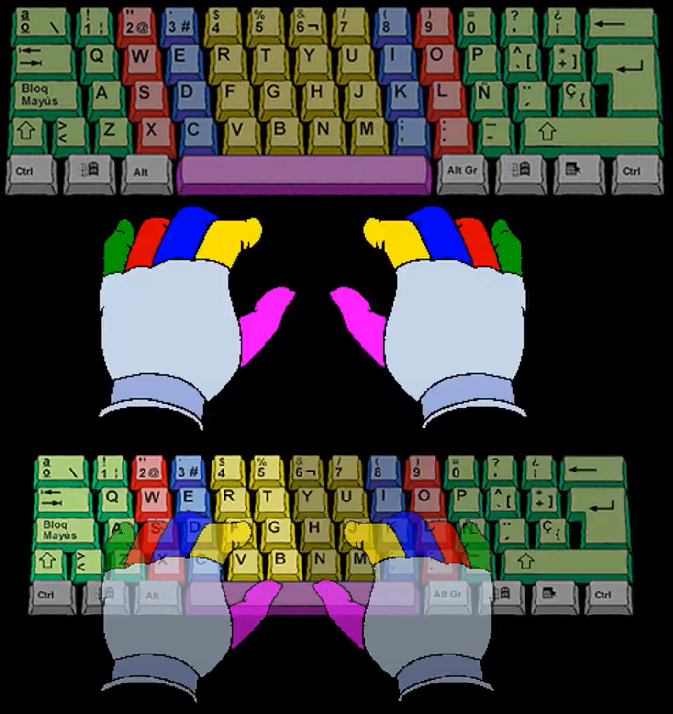 a " · $ % & / ( ) = ? ¿
o \ 1 ¦ 2@ 3 # 4 5 6 ¬ 7 8 9 0 '
Q W E R T Y U I O P ^ [ * + ]
Bloq Mayús A S D F G H J K L Ñ ¨ Ç {
> < Z X C V B N M ; : -
Ctrl Alt Alt Gr Ctrl
a " $ % & / ( ) = ? ¿
o \ 1 ¦ 2@ 3 # 4 5 6 ¬ 7 8 9 0 '
Q W E R T Y U I O P ^ [ * + ]
Bloq Mayús A S D F G H J K L Ñ ¨ Ç {
> < Z X C V B N M
Ctrl Alt Alt Gr Ctrl